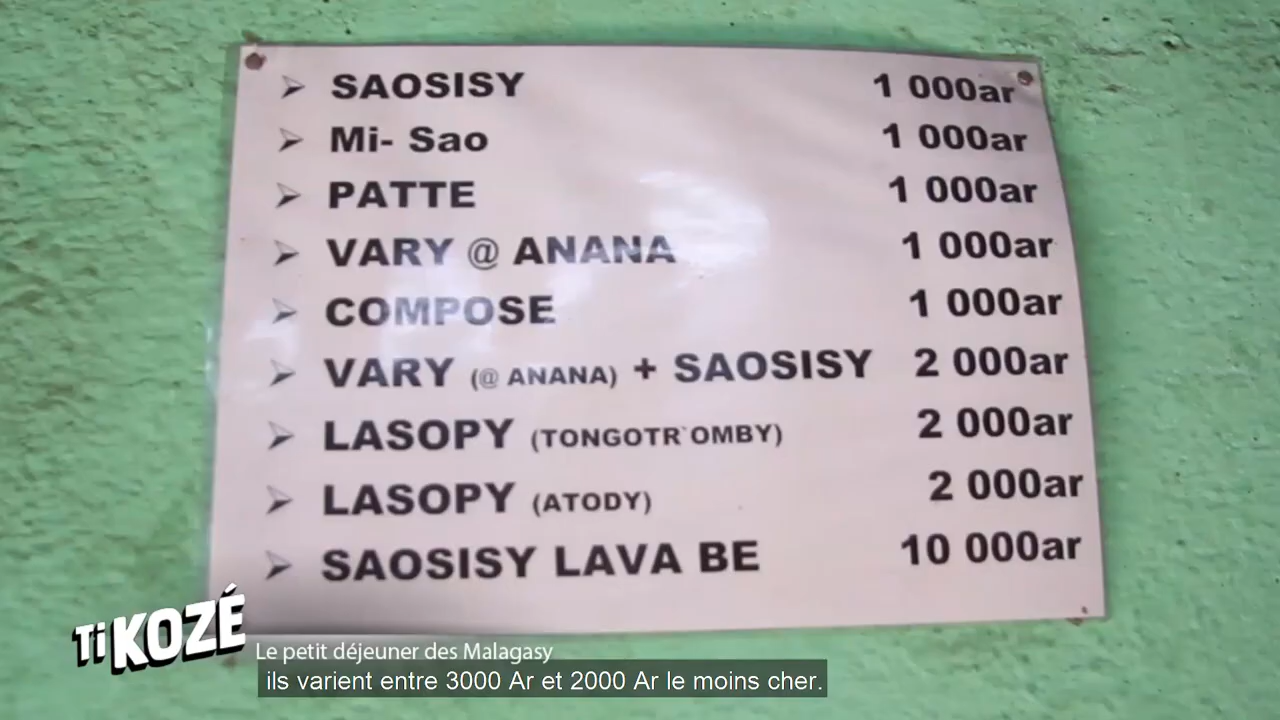 ➢ SAOSISY 1 000ar
➢ Mi- Sao 1 000ar
➢ PATTE 1 000ar
➢ VARY @ ANANA 1 000ar
➢ COMPOSE 1 000ar
➢ VARY (@ ANANA) + SAOSISY 2 000ar
➢ LASOPY (TONGOTR`OMBY) 2 000ar
➢ LASOPY (ATODY) 2 000ar
➢ SAOSISY LAVA BE 10 000ar
Ti KOZÉ
Le petit déjeuner des Malagasy
ils varient entre 3000 Ar et 2000 Ar le moins cher.